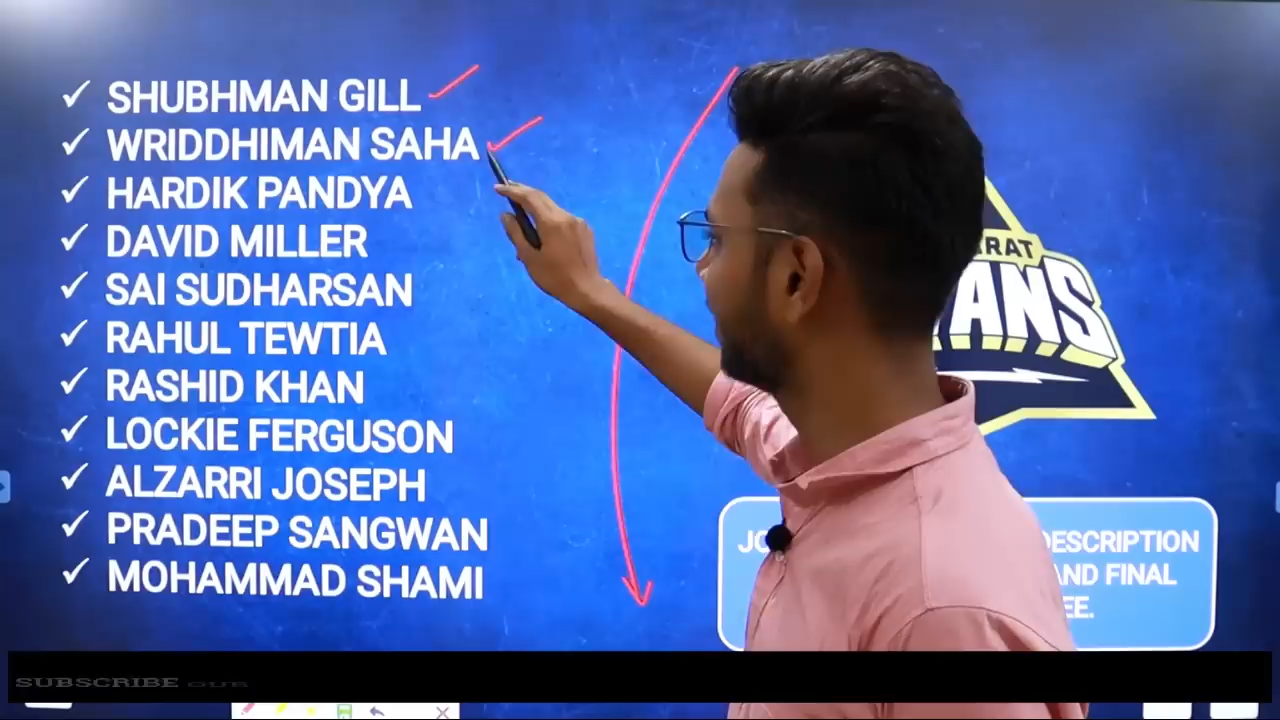 SHUBHMAN GILL
WRIDDHIMAN SAHA
HARDIK PANDYA
DAVID MILLER
SAI SUDHARSAN
RAHUL TEWTIA
RASHID KHAN
LOCKIE FERGUSON
ALZARRI JOSEPH
PRADEEP SANGWAN
MOHAMMAD SHAMI
DESCRIPTION
AND FINAL
SUBSCRIBE OUR